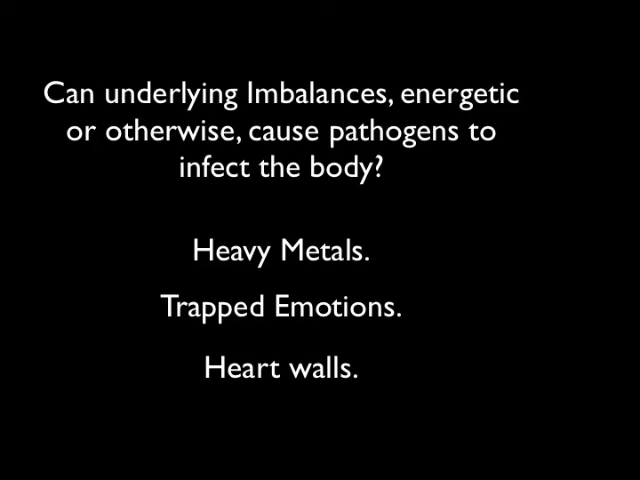 Can underlying Imbalances, energetic
or otherwise, cause pathogens to
infect the body?
Heavy Metals.
Trapped Emotions.
Heart walls.